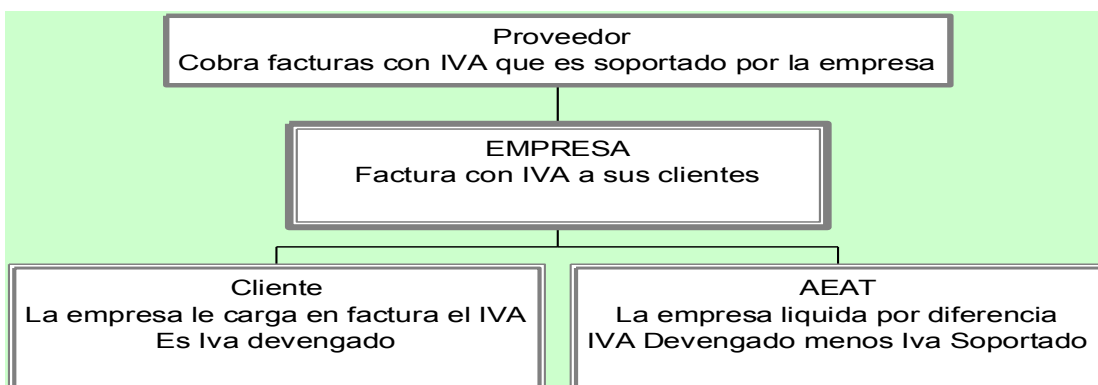 Proveedor
Cobra facturas con IVA que es soportado por la empresa
EMPRESA
Factura con IVA a sus clientes
Cliente
La empresa le carga en factura el IVA
Es Iva devengado
AEAT
La empresa liquida por diferencia
IVA Devengado menos Iva Soportado